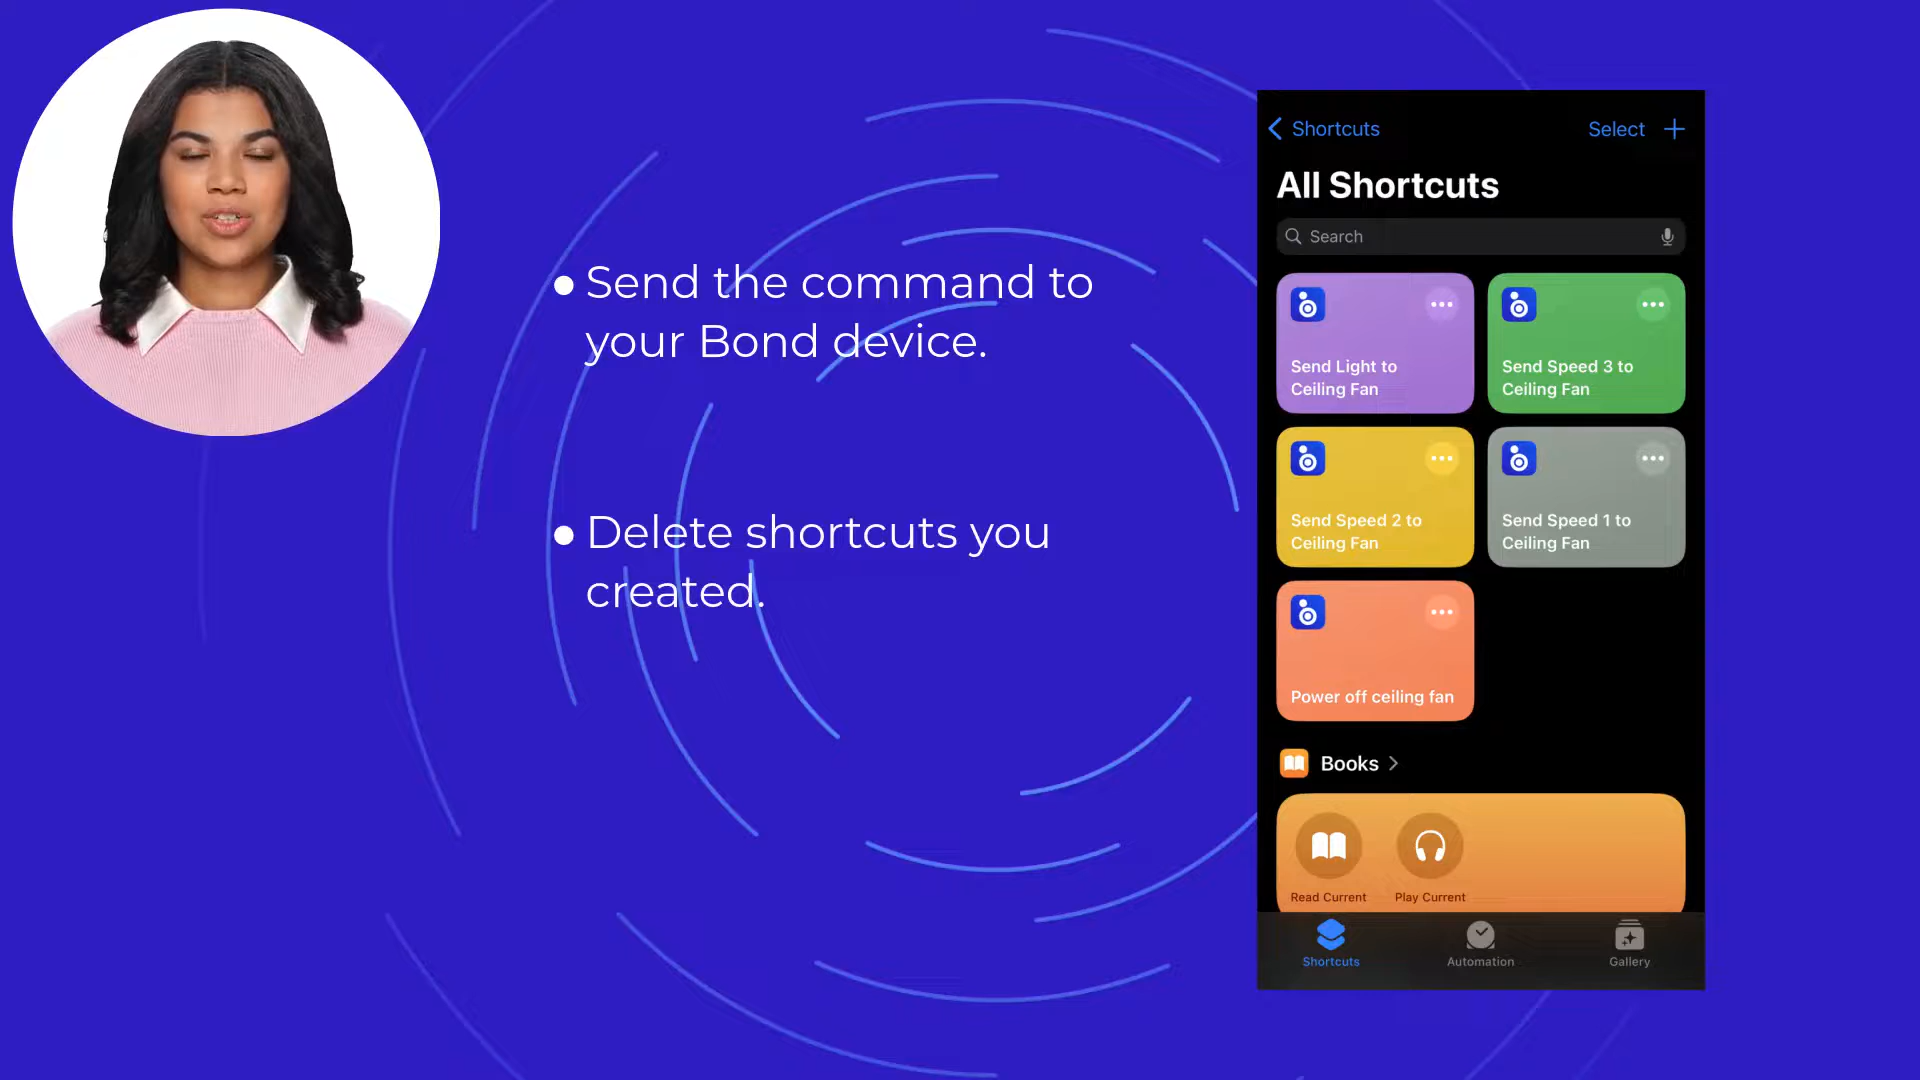 • Send the command to
your Bond device.
• Delete shortcuts you
created.
Shortcuts
Select
All Shortcuts
Search
Send Light to
Ceiling Fan
Send Speed 3 to
Ceiling Fan
Send Speed 2 to
Ceiling Fan
Send Speed 1 to
Ceiling Fan
Power off ceiling fan
Books
Read Current
Play Current
Shortcuts
Automation
Gallery